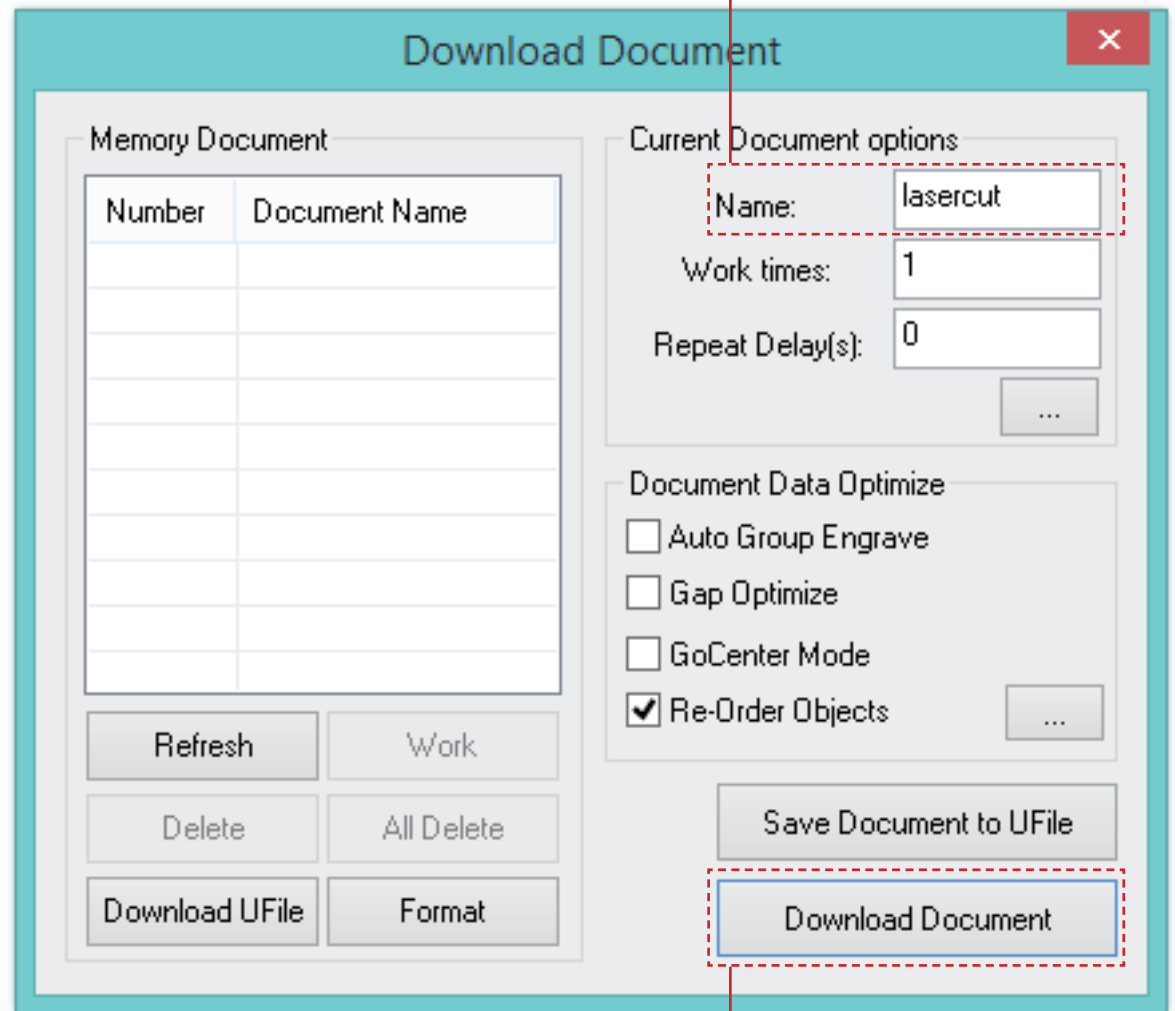 Download Document
Memory Document
Number Document Name
Refresh Work
Delete All Delete
Download UFile Format
Current Document options
Name: lasercut
Work times: 1
Repeat Delay(s): 0
...
Document Data Optimize
Auto Group Engrave
Gap Optimize
GoCenter Mode
Re-Order Objects ...
Save Document to UFile
Download Document